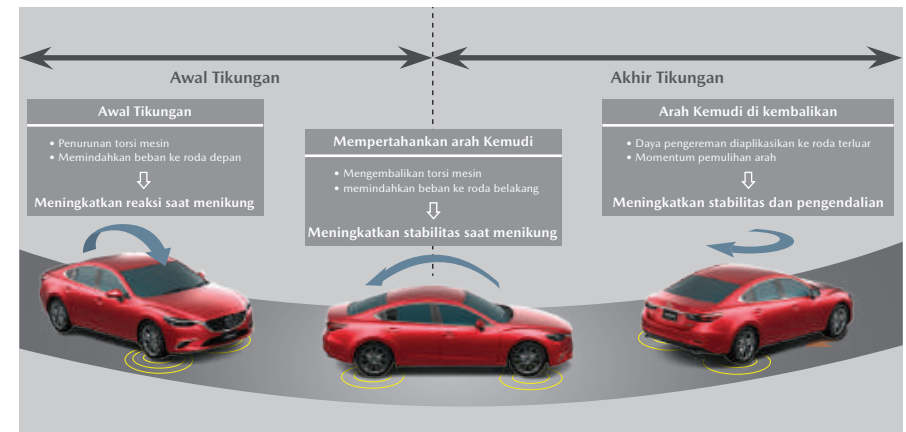 Awal Tikungan
Akhir Tikungan
Awal Tikungan
• Penurunan torsi mesin
• Memindahkan beban ke roda depan
Meningkatkan reaksi saat menikung
Mempertahankan arah Kemudi
• Mengembalikan torsi mesin
• memindahkan beban ke roda belakang
Meningkatkan stabilitas saat menikung
Arah Kemudi di kembalikan
• Daya pengereman diaplikasikan ke roda terluar
• Momentum pemulihan arah
Meningkatkan stabilitas dan pengendalian